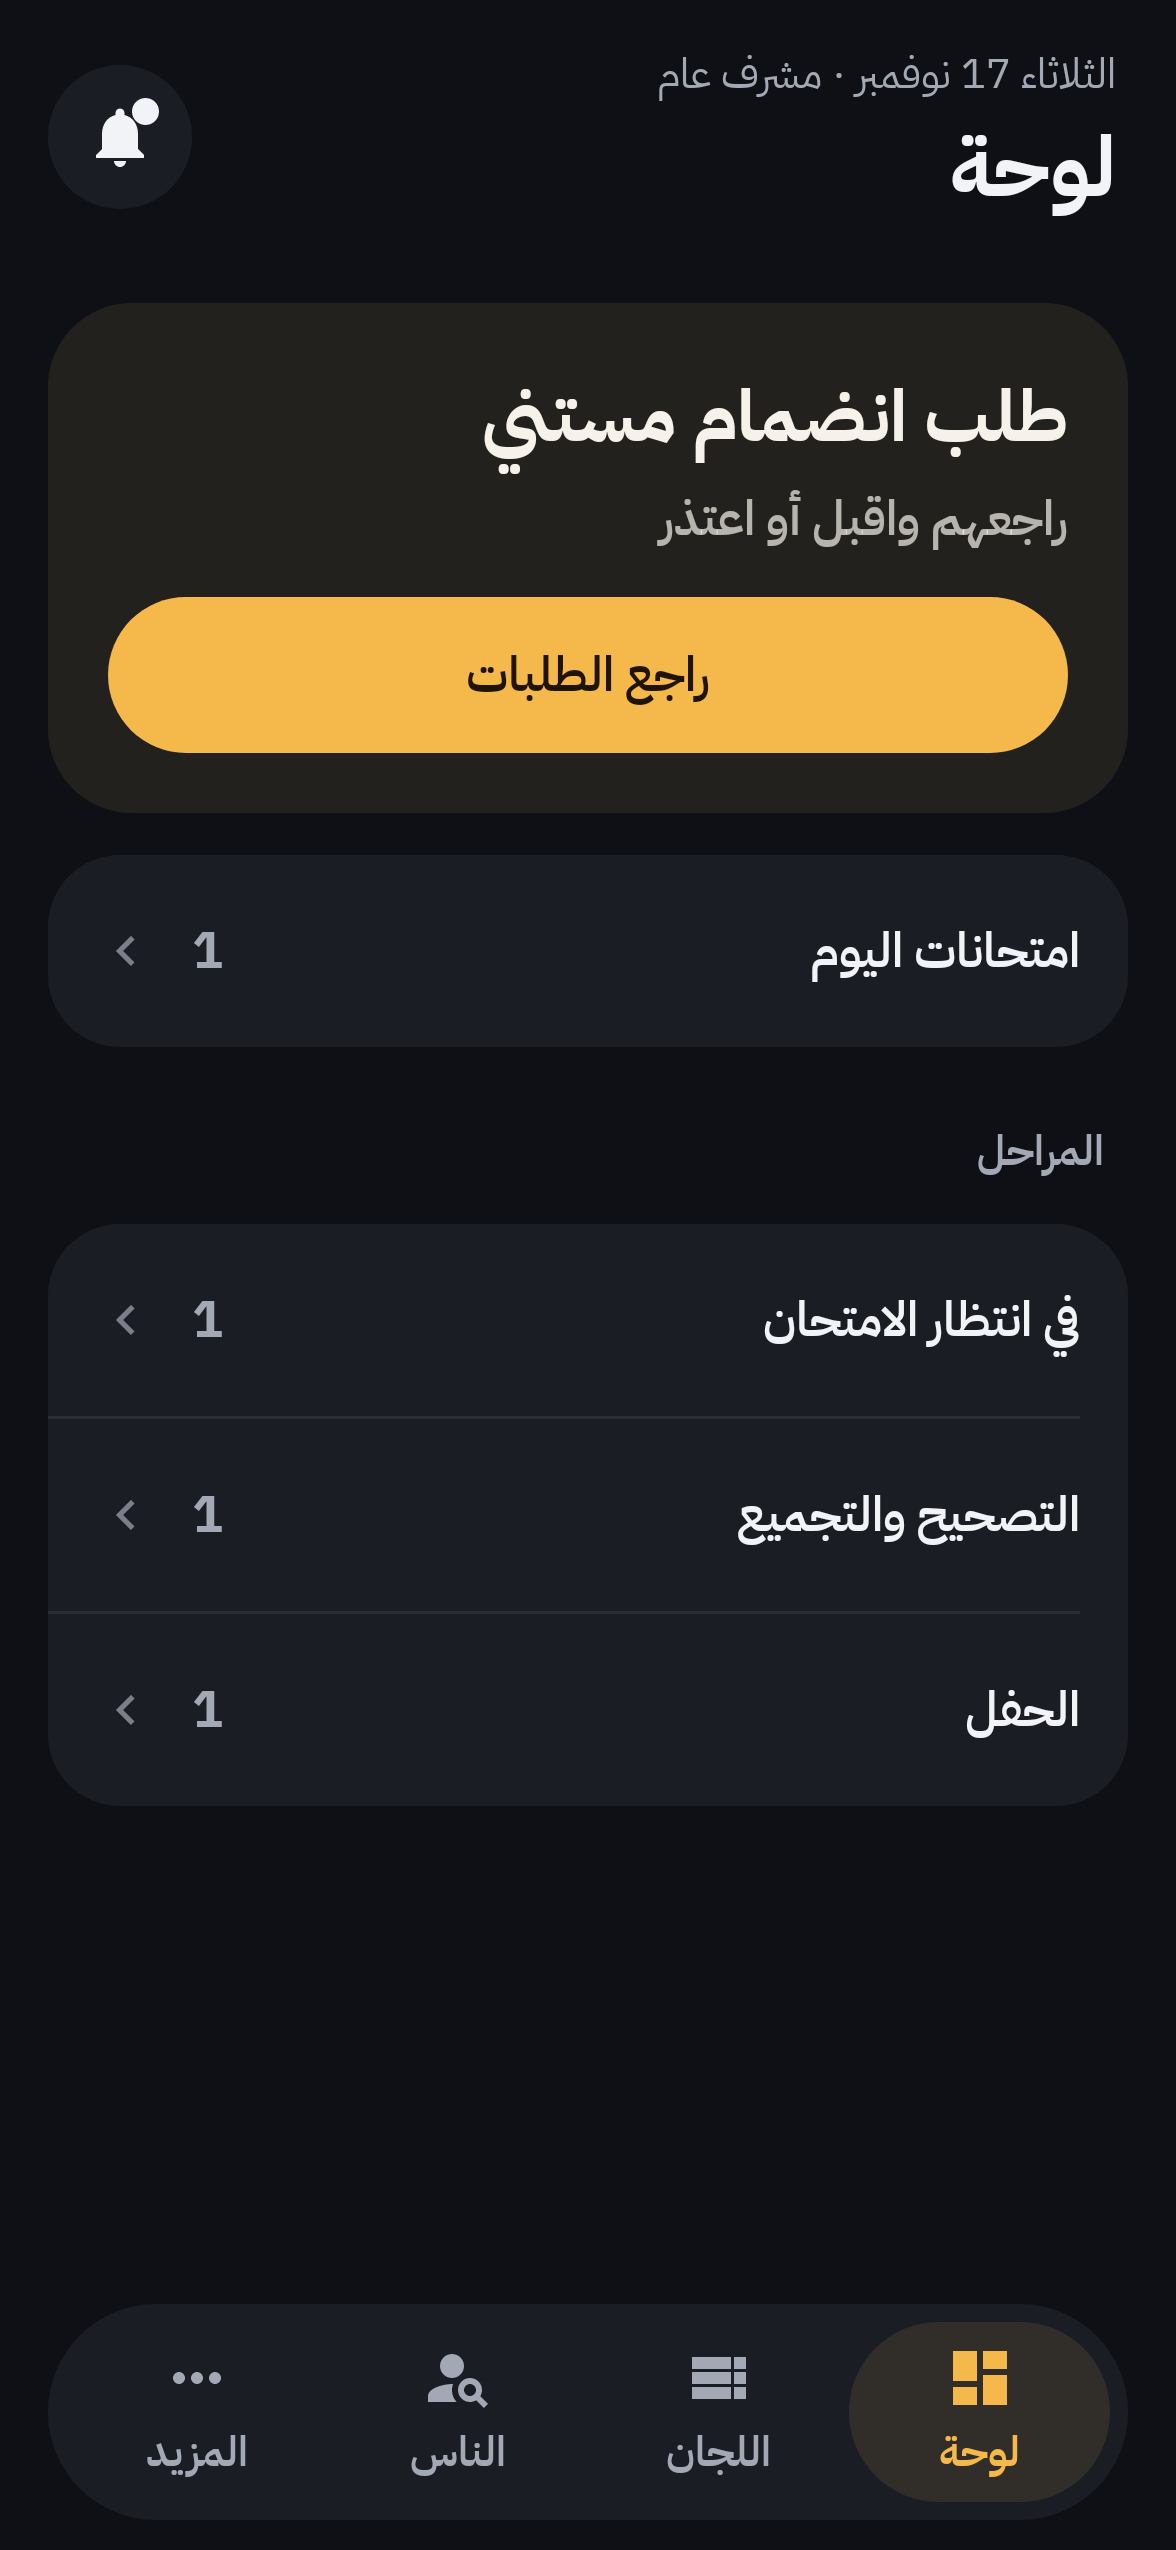 الثلاثاء 17 نوفمبر · مشرف عام
لوحة
طلب انضمام مستني
راجعهم واقبل أو اعتذر
راجع الطلبات
امتحانات اليوم 1
المراحل
في انتظار الامتحان 1
التصحيح والتجميع 1
الحفل 1
لوحة اللجان الناس المزيد